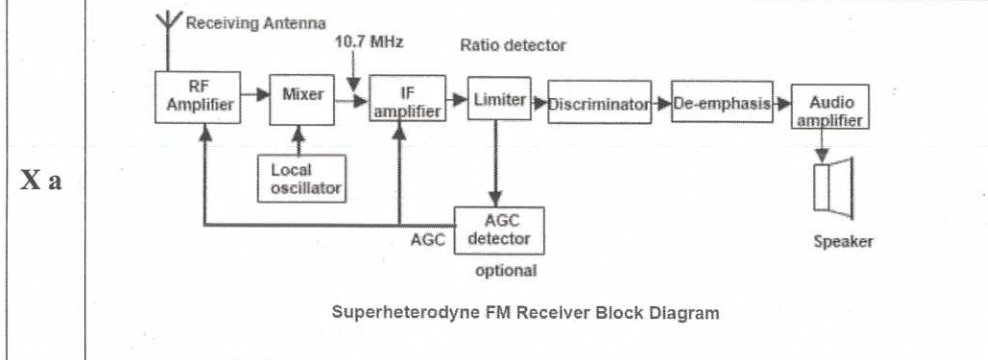 Receiving Antenna
10.7 MHz
Ratio detector
RF
Amplifier
Mixer
IF
amplifier
Limiter
Discriminator
De-emphasis
Audio
amplifier
Local
oscillator
X a
AGC
AGC
detector
optional
Speaker
Superheterodyne FM Receiver Block Diagram